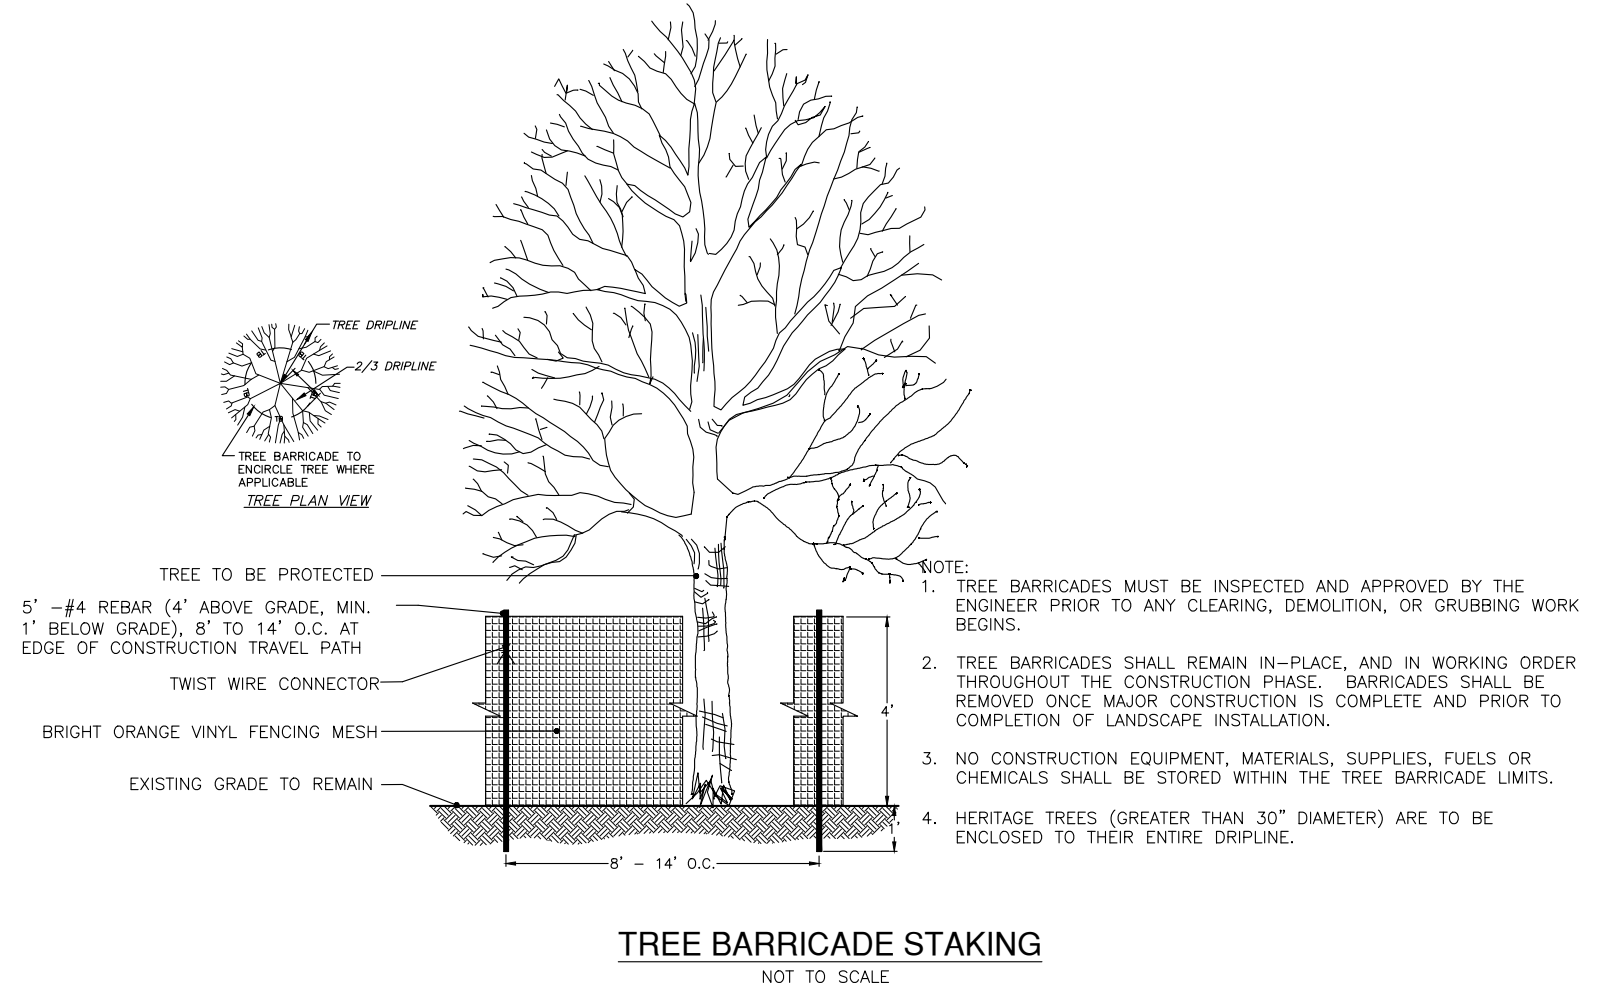 TREE DRIPLINE
2/3 DRIPLINE
TB
TB
TB
TB
TB
TREE BARRICADE TO
ENCIRCLE TREE WHERE
APPLICABLE
TREE PLAN VIEW
TREE TO BE PROTECTED
5' -#4 REBAR (4' ABOVE GRADE, MIN.
1' BELOW GRADE), 8' TO 14' O.C. AT
EDGE OF CONSTRUCTION TRAVEL PATH
TWIST WIRE CONNECTOR
BRIGHT ORANGE VINYL FENCING MESH
EXISTING GRADE TO REMAIN
4'
1'
8' - 14' O.C.
NOTE:
1. TREE BARRICADES MUST BE INSPECTED AND APPROVED BY THE
ENGINEER PRIOR TO ANY CLEARING, DEMOLITION, OR GRUBBING WORK
BEGINS.
2. TREE BARRICADES SHALL REMAIN IN-PLACE, AND IN WORKING ORDER
THROUGHOUT THE CONSTRUCTION PHASE. BARRICADES SHALL BE
REMOVED ONCE MAJOR CONSTRUCTION IS COMPLETE AND PRIOR TO
COMPLETION OF LANDSCAPE INSTALLATION.
3. NO CONSTRUCTION EQUIPMENT, MATERIALS, SUPPLIES, FUELS OR
CHEMICALS SHALL BE STORED WITHIN THE TREE BARRICADE LIMITS.
4. HERITAGE TREES (GREATER THAN 30" DIAMETER) ARE TO BE
ENCLOSED TO THEIR ENTIRE DRIPLINE.
TREE BARRICADE STAKING
NOT TO SCALE